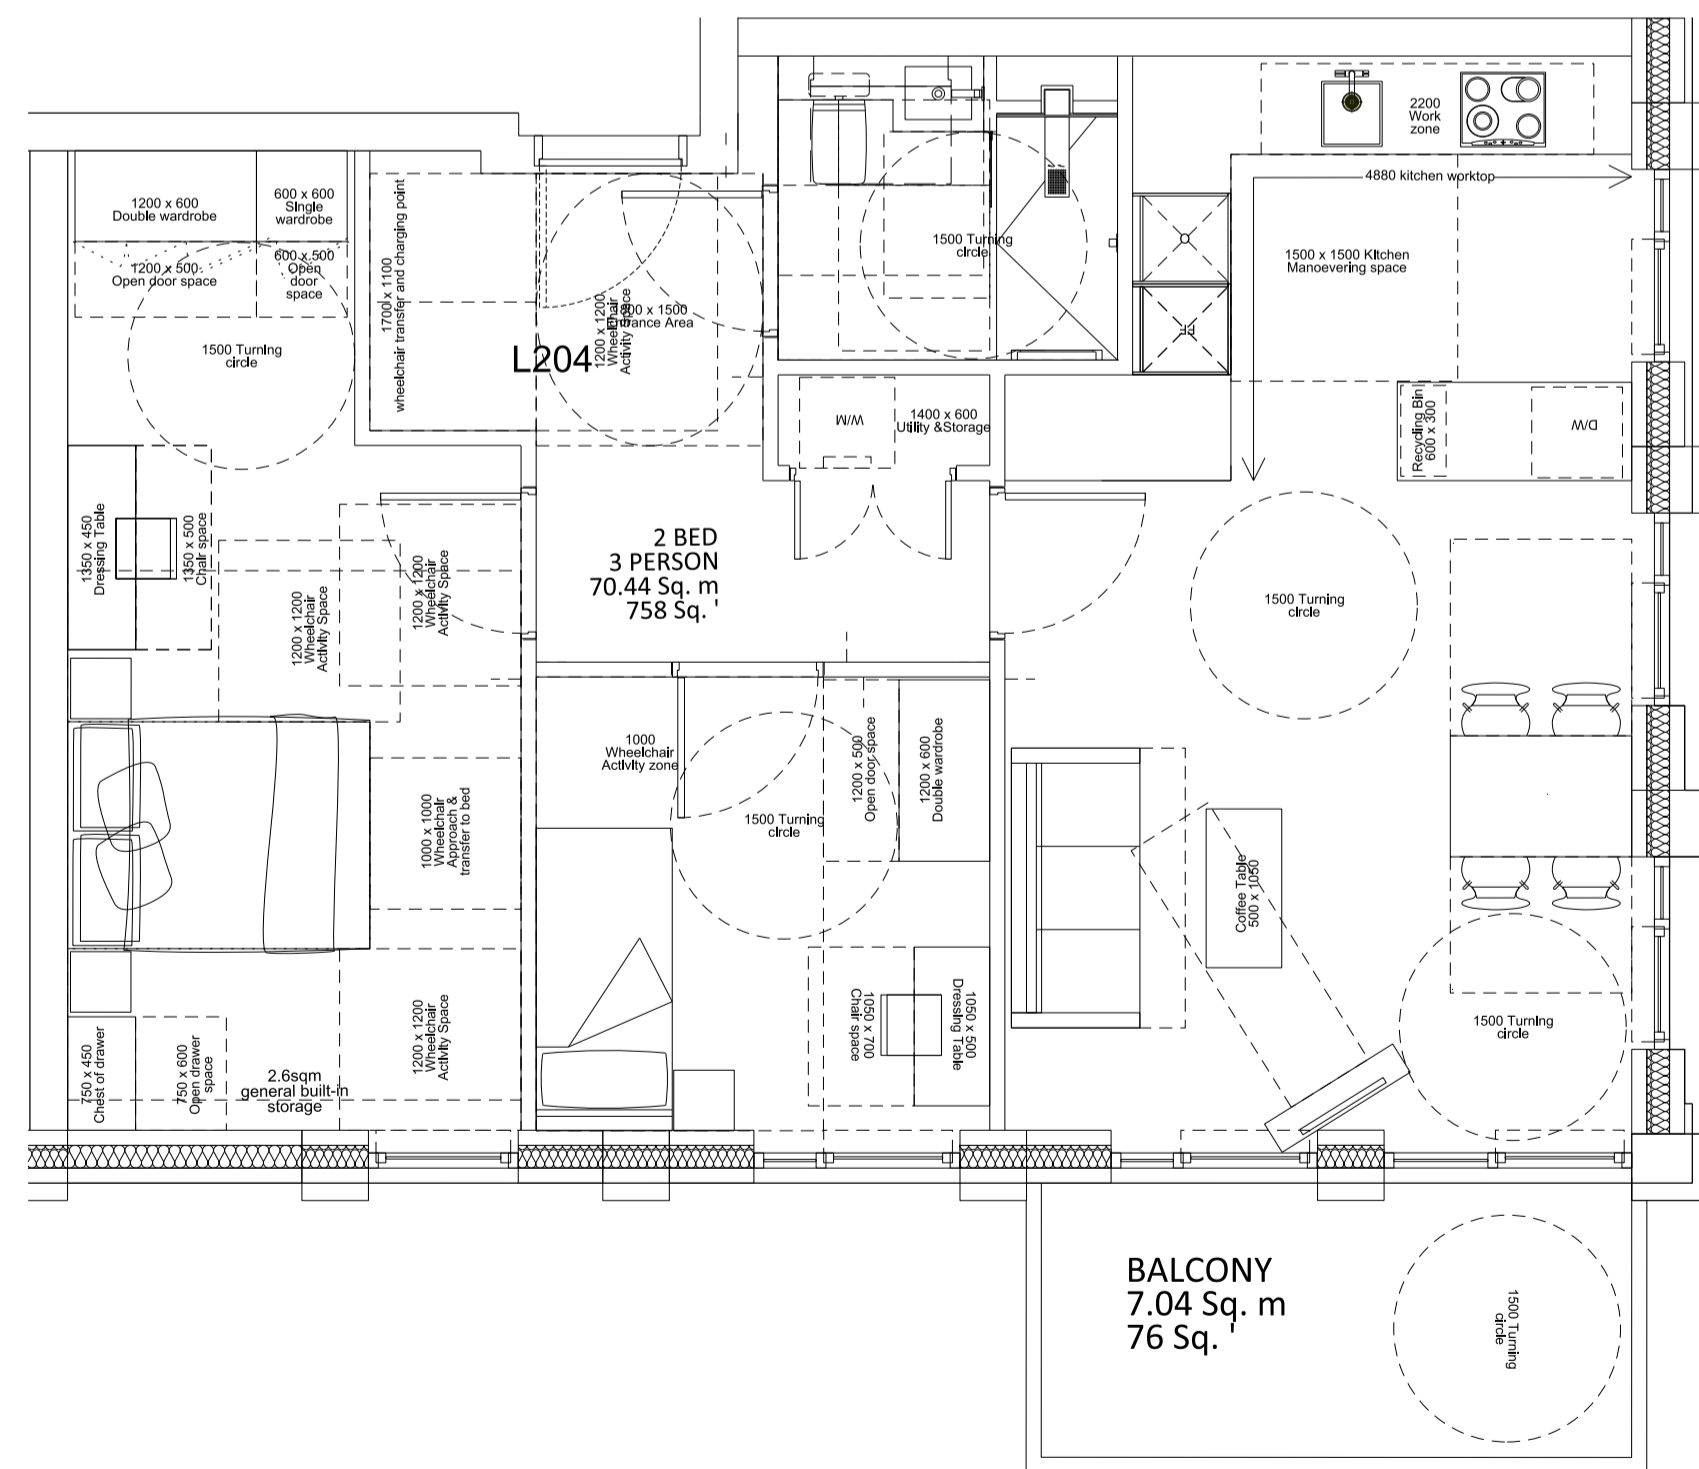 1200 x 600
Double wardrobe
600 x 600
Single
wardrobe
1200 x 500
Open door space
600 x 500
Open
door
space
1500 Turning
circle
1700 x 1100
wheelchair transfer and charging point
1200 x 1200
Wheelchair
Activity Space
x 1500
Area
L204
1500 Turning
circle
2200
Work
zone
4880 kitchen worktop
1500 x 1500 Kitchen
Manoevering space
W/M
1400 x 600
Utility &Storage
Recycling Bin
600 x 300
D/W
1350 x 450
Dressing Table
1350 x 500
Chair space
1200 x 1200
Wheelchair
Activity Space
1200 x 1200
Wheelchair
Activity Space
2 BED
3 PERSON
70.44 Sq. m
758 Sq. '
1500 Turning
circle
1000
Wheelchair
Activity zone
1200 x 500
Open door space
1200 x 600
Double wardrobe
1000 x 1000
Wheelchair
Approach &
transfer to bed
1500 Turning
circle
Coffee Table
500 x 1050
1200 x 1200
Wheelchair
Activity Space
1050 x 700
Chair space
1050 x 500
Dressing Table
1500 Turning
circle
750 x 450
Chest of drawer
750 x 600
Open drawer
space
2.6sqm
general built-in
storage
BALCONY
7.04 Sq. m
76 Sq. '
1500 Turning
circle